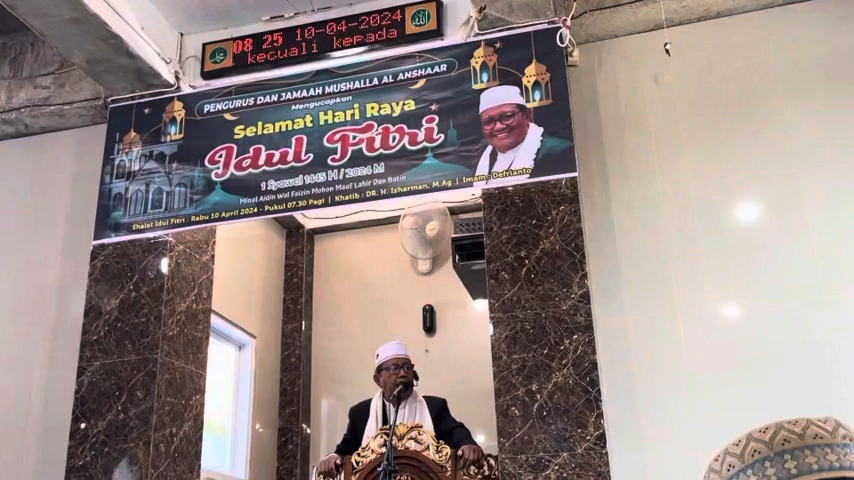 08 25 10-04-2024
kecuali kepada
PENGURUS DAN JAMAAH MUSHALLA AL ANSHAAR
Mengucapkan
Selamat Hari Raya
Idul Fitri
1 Syawal 1445 H / 2024 M
Minal Aidin Wal Faizin Mohon Maaf Lahir Dan Batin
Shalat Idul Fitri : Rabu 10 April 2024 - Pukul 07.30 Pagi | Khatib : DR. H. Izharman, M.Ag | Imam : Defrianto